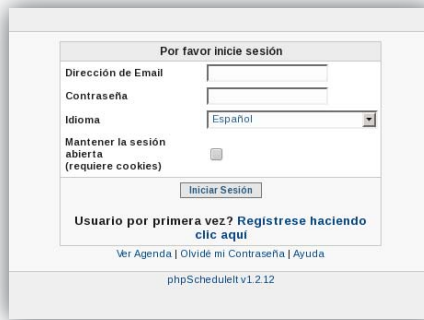 Por favor inicie sesión
Dirección de Email
Contraseña
Idioma Español
Mantener la sesión
abierta
(requiere cookies)
Iniciar Sesión
Usuario por primera vez? Regístrese haciendo
clic aquí
Ver Agenda | Olvidé mi Contraseña | Ayuda
phpScheduleIt v1.2.12